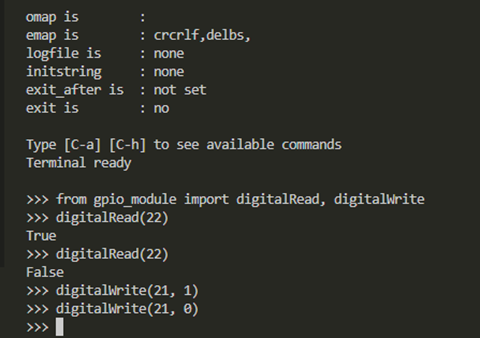 omap is        :
emap is        : crcrlf,delbs,
logfile is     : none
initstring     : none
exit_after is  : not set
exit is        : no
Type [C-a] [C-h] to see available commands
Terminal ready
>>> from gpio_module import digitalRead, digitalWrite
>>> digitalRead(22)
True
>>> digitalRead(22)
False
>>> digitalWrite(21, 1)
>>> digitalWrite(21, 0)
>>>